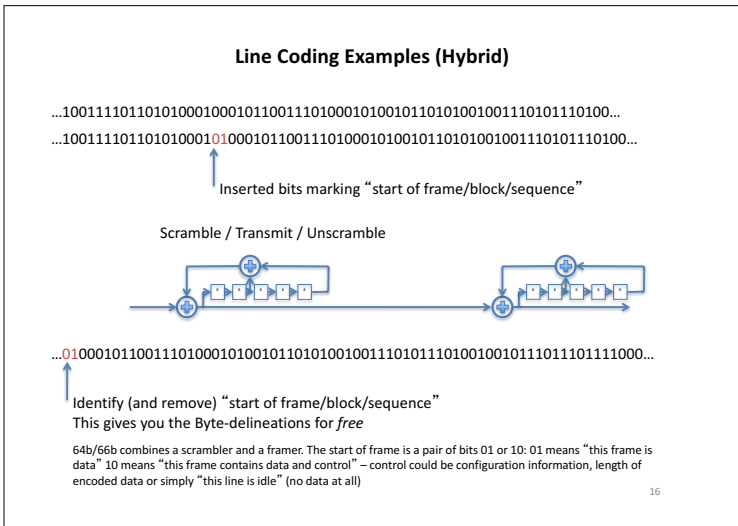 Line Coding Examples (Hybrid)
…10011110110101000100010110011101000101001011010100100111010111010​0…
…10011110110101000101000101100111010001010010110101001001110101110100…
Inserted bits marking “start of frame/block/sequence”
Scramble / Transmit / Unscramble
…0100010110011101000101001011010100100111010111010010010111011101111000…
Identify (and remove) “start of frame/block/sequence”
This gives you the Byte-delineations for free
64b/66b combines a scrambler and a framer. The start of frame is a pair of bits 01 or 10: 01 means “this frame is
data” 10 means “this frame contains data and control” – control could be configuration information, length of
encoded data or simply “this line is idle” (no data at all)
16